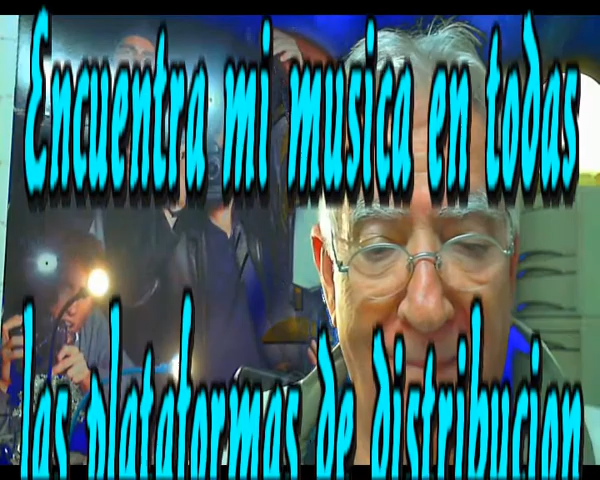 Encuentra mi musica en todas
las plataformas de distribucion